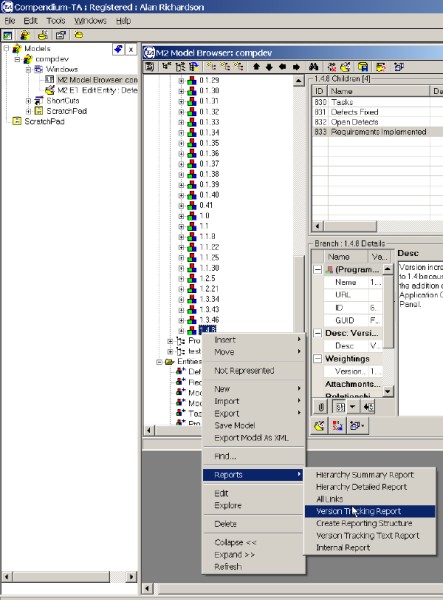 Compendium-TA : Registered : Alan Richardson
File Edit Tools Windows Help
Models
compdev
Windows
M2 Model Browser: com
M2 E1 Edit Entity : Dete
ShortCuts
ScratchPad
ScratchPad
M2 Model Browser: compdev
0.1.29
0.1.30
0.1.31
0.1.32
0.1.33
0.1.34
0.1.35
0.1.36
0.1.37
0.1.38
0.1.39
0.1.40
0.41
1.0
1.1
1.1.8
1.1.22
1.1.25
1.1.30
1.2.5
1.2.21
1.3.34
1.3.43
1.3.46
1.4.8
Pro
test
Entities
Def
Req
Mod
Mod
Top
Pro
1.4.8 Children [4]
ID Name De
830 Tasks
831 Defects Fixed
832 Open Defects
833 Requirements Implemented
Branch : 1.4.8 Details
Name Va...
(Program...
Name 1...
URL
ID 6...
GUID
Desc: Versi...
Desc V...
Weightings
Version... 1...
Attachments...
Desc
Version incre
to 1.4 becaus
the addition o
Application C
Panel.
Insert
Move
Not Represented
New
Import
Export
Save Model
Export Model As XML
Find...
Reports
Edit
Explore
Delete
Collapse <<
Expand >>
Refresh
Hierarchy Summary Report
Hierarchy Detailed Report
All Links
Version Tracking Report
Create Reporting Structure
Version Tracking Text Report
Internal Report